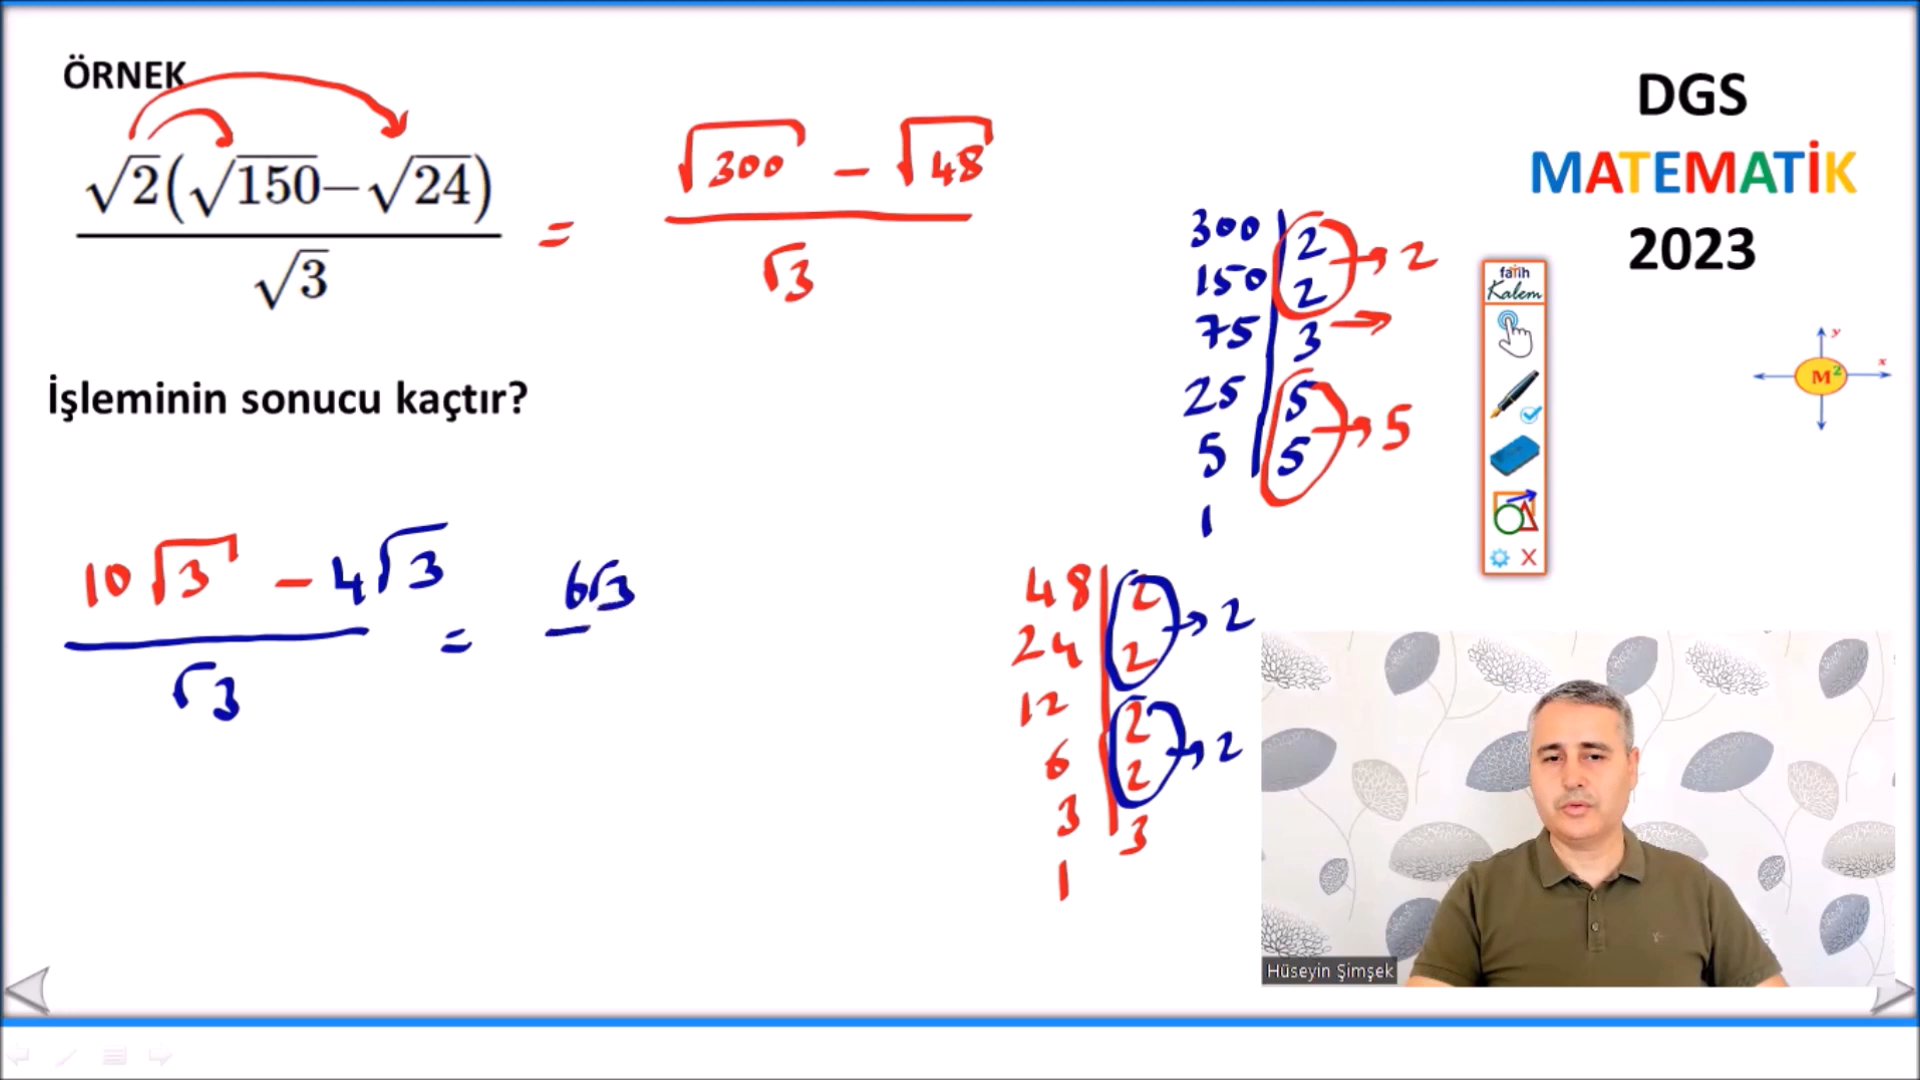 ÖRNEK
√2(√150−√24)
√3
=
√300 − √48
√3
İşleminin sonucu kaçtır?
10√3 − 4√3
√3
=
6√3
300 2
150 2 → 2
75 3 →
25 5
5 5 → 5
1
48 2
24 2 → 2
12 2
6 2 → 2
3 3
1
DGS
MATEMATİK
2023
fatih
Kalem
y
x
M²
Hüseyin Şimşek